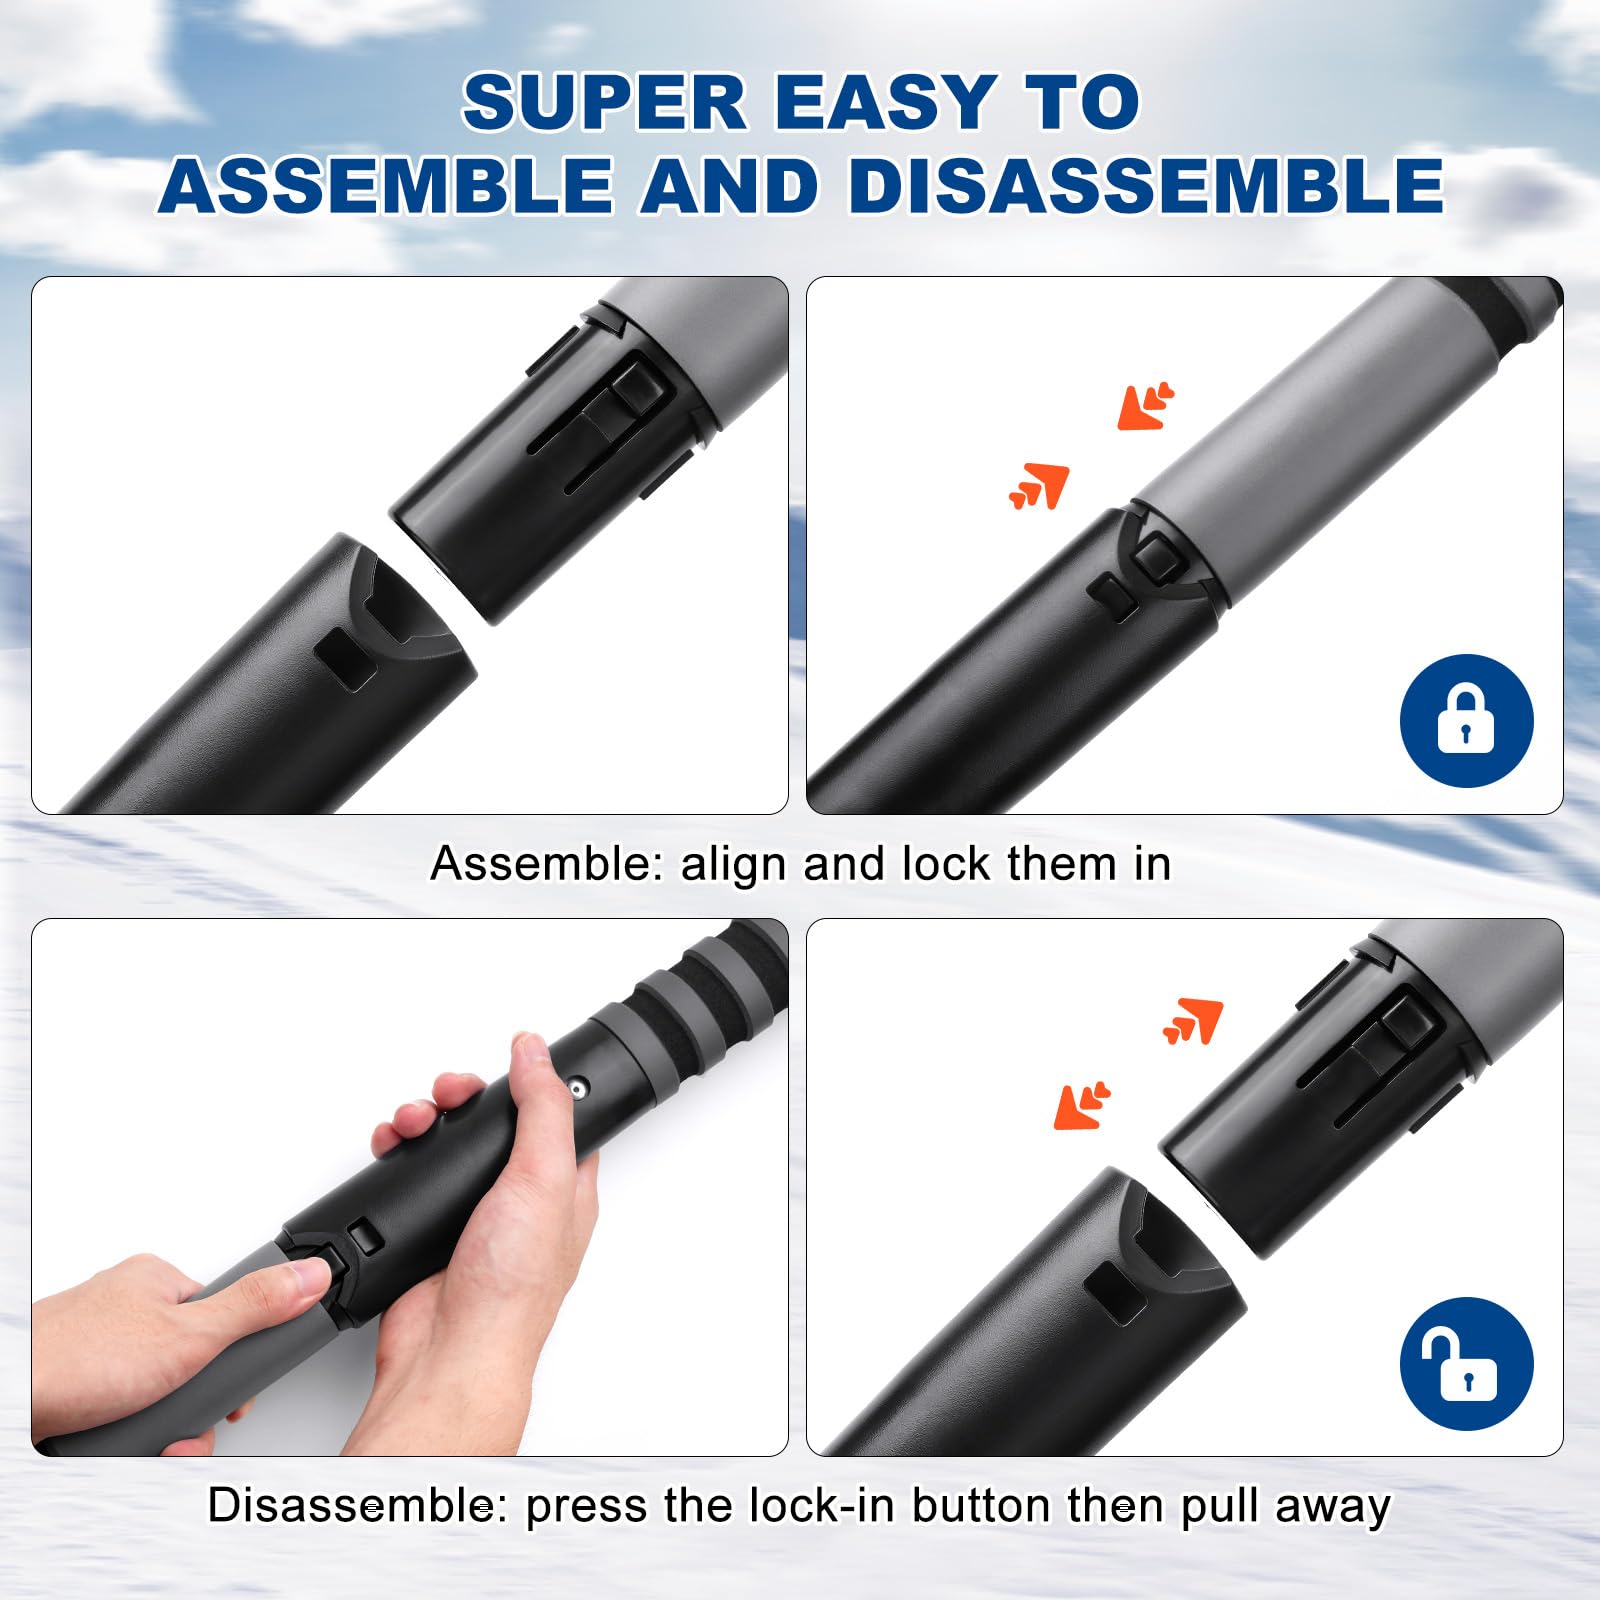 SUPER EASY TO
ASSEMBLE AND DISASSEMBLE
Assemble: align and lock them in
Disassemble: press the lock-in button then pull away